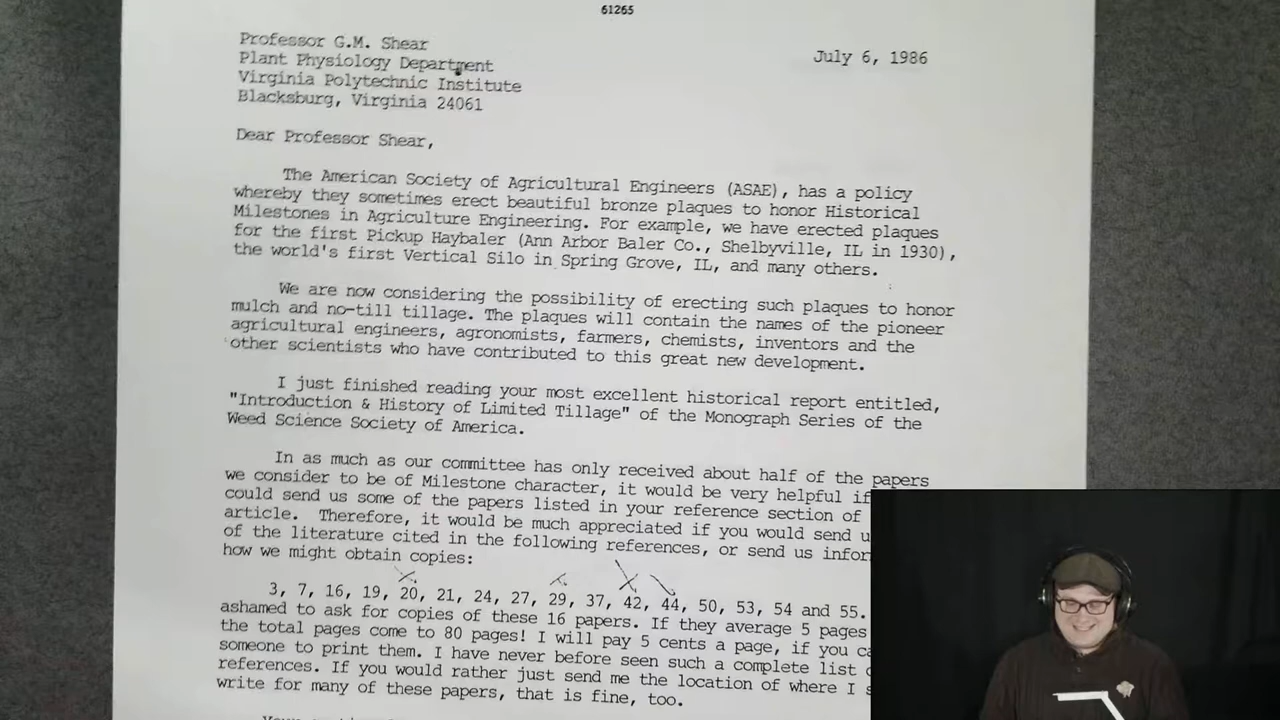 61265
Professor G.M. Shear
July 6, 1986
Plant Physiology Department
Virginia Polytechnic Institute
Blacksburg, Virginia 24061
Dear Professor Shear,
The American Society of Agricultural Engineers (ASAE), has a policy
whereby they sometimes erect beautiful bronze plaques to honor Historical
Milestones in Agriculture Engineering. For example, we have erected plaques
for the first Pickup Haybaler (Ann Arbor Baler Co., Shelbyville, IL in 1930),
the world's first Vertical Silo in Spring Grove, IL, and many others.
We are now considering the possibility of erecting such plaques to honor
mulch and no-till tillage. The plaques will contain the names of the pioneer
agricultural engineers, agronomists, farmers, chemists, inventors and the
other scientists who have contributed to this great new development.
I just finished reading your most excellent historical report entitled,
"Introduction & History of Limited Tillage" of the Monograph Series of the
Weed Science Society of America.
In as much as our committee has only received about half of the papers
we consider to be of Milestone character, it would be very helpful if
could send us some of the papers listed in your reference section of
article. Therefore, it would be much appreciated if you would send
of the literature cited in the following references, or send us
how we might obtain copies:
3, 7, 16, 19, 20, 21, 24, 27, 29, 37, 42, 44, 50, 53, 54 and 55.
ashamed to ask for copies of these 16 papers. If they average 5 pages
the total pages come to 80 pages! I will pay 5 cents a page, if you
someone to print them. I have never before seen such a complete list
references. If you would rather just send me the location of where I
write for many of these papers, that is fine, too.